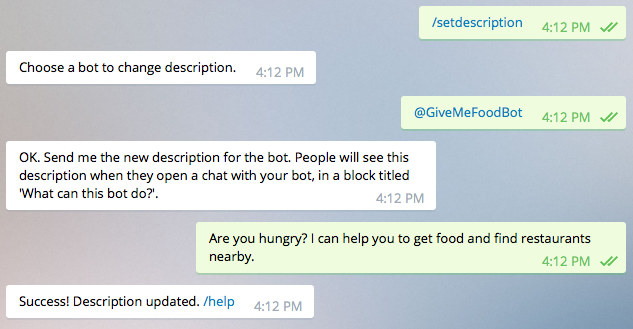 /setdescription 4:12 PM
Choose a bot to change description. 4:12 PM
@GiveMeFoodBot 4:12 PM
OK. Send me the new description for the bot. People will see this
description when they open a chat with your bot, in a block titled
'What can this bot do?'. 4:12 PM
Are you hungry? I can help you to get food and find restaurants
nearby. 4:12 PM
Success! Description updated. /help 4:12 PM